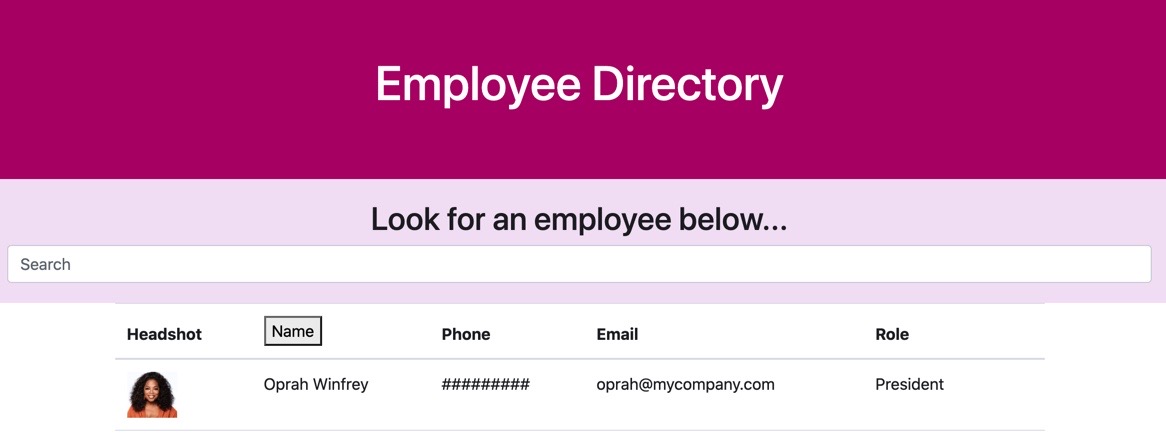 Employee Directory
Look for an employee below...
Search
Headshot Name Phone Email Role
Oprah Winfrey ######### oprah@mycompany.com President